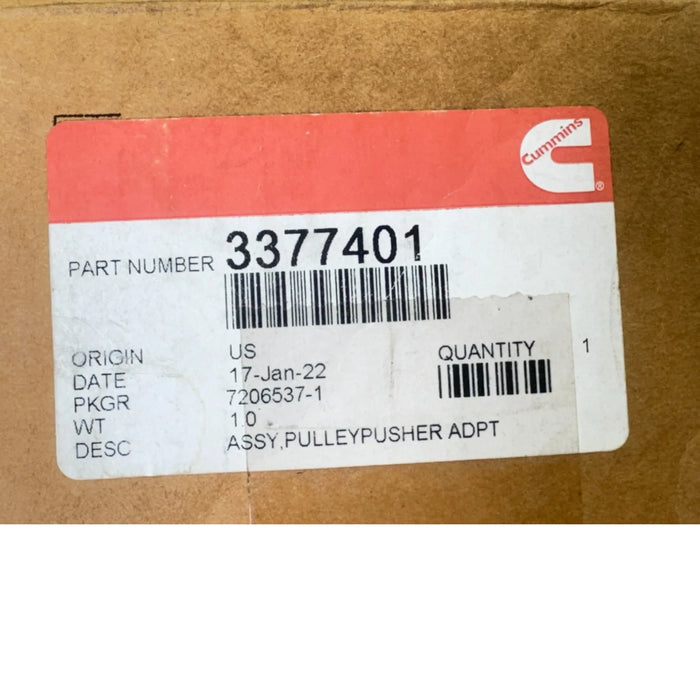 Cummins
®
PART NUMBER 3377401
ORIGIN US QUANTITY 1
DATE 17-Jan-22
PKGR 7206537-1
WT 1.0
DESC ASSY,PULLEYPUSHER ADPT